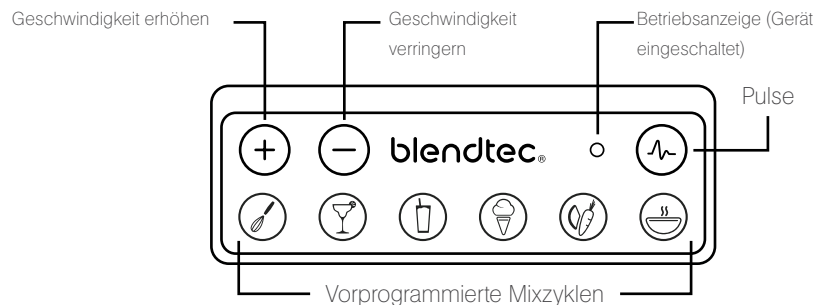 Geschwindigkeit erhöhen
Geschwindigkeit
verringern
Betriebsanzeige (Gerät
eingeschaltet)
Pulse
blendtec®
Vorprogrammierte Mixzyklen